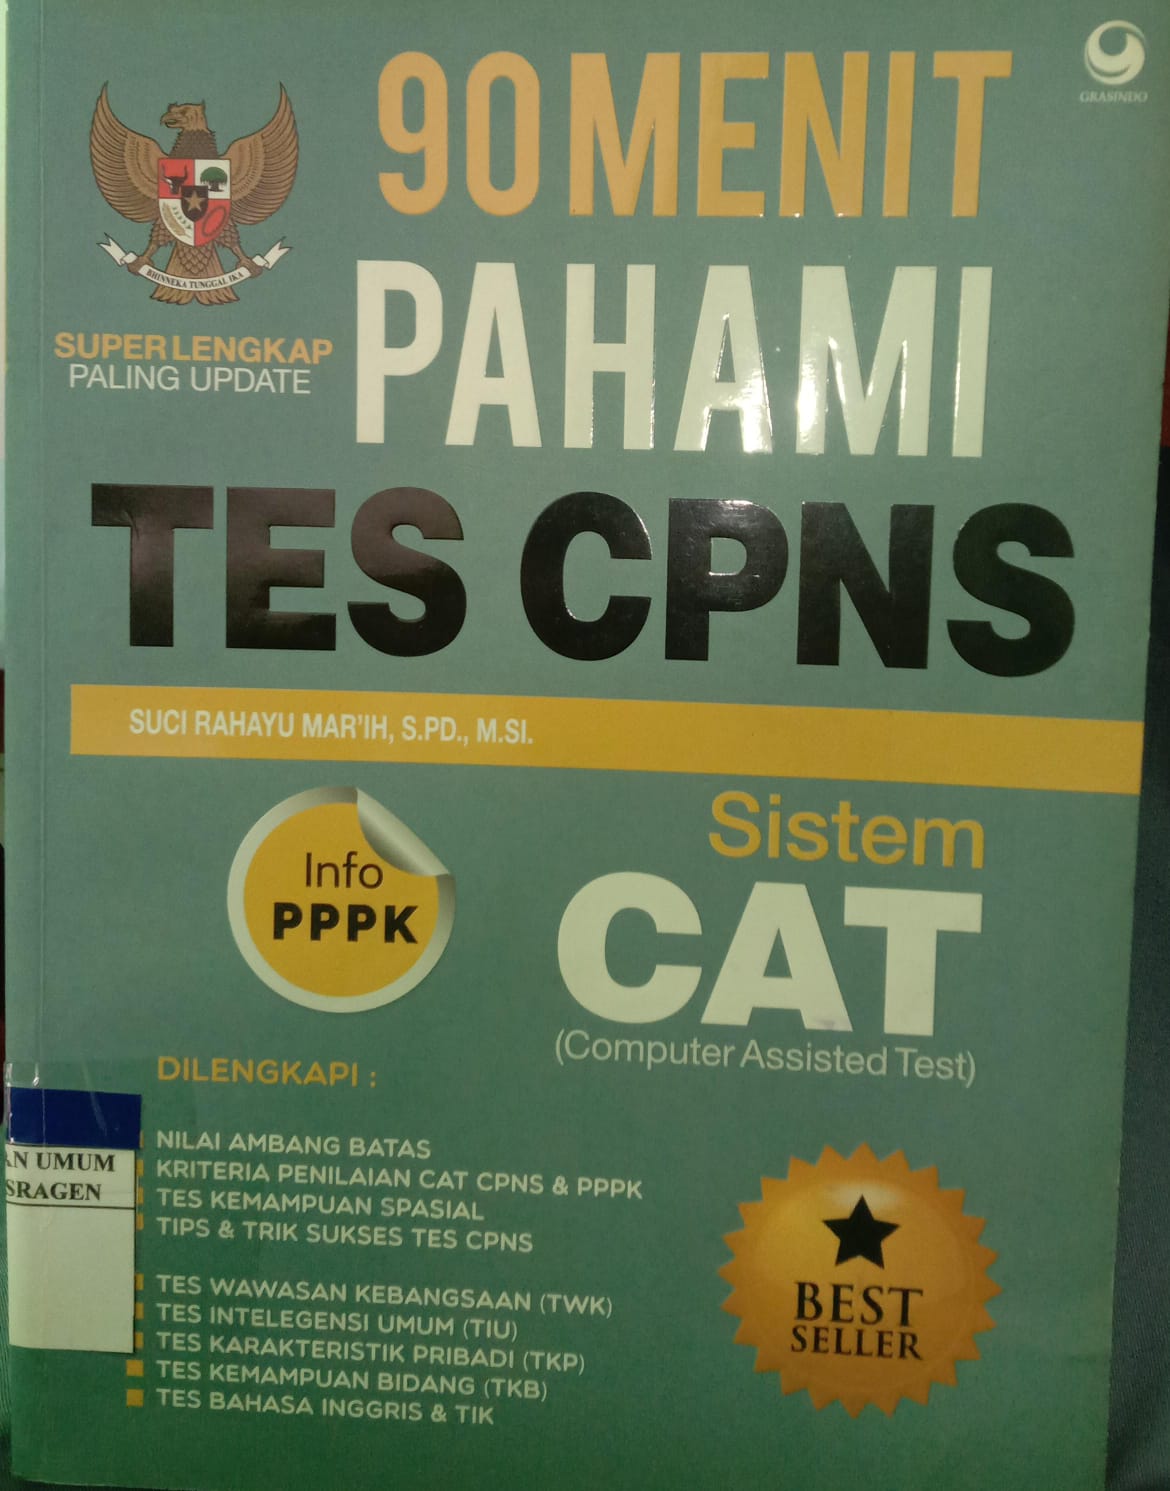 GRASINDO
90 MENIT
PAHAMI
BHINNEKA TUNGGAL IKA
SUPER LENGKAP
PALING UPDATE
TES CPNS
SUCI RAHAYU MAR'IH, S.PD., M.SI.
Info
PPPK
Sistem
CAT
(Computer Assisted Test)
DILENGKAPI :
NILAI AMBANG BATAS
KRITERIA PENILAIAN CAT CPNS & PPPK
TES KEMAMPUAN SPASIAL
TIPS & TRIK SUKSES TES CPNS
TES WAWASAN KEBANGSAAN (TWK)
TES INTELEGENSI UMUM (TIU)
TES KARAKTERISTIK PRIBADI (TKP)
TES KEMAMPUAN BIDANG (TKB)
TES BAHASA INGGRIS & TIK
AN UMUM
SRAGEN
BEST
SELLER